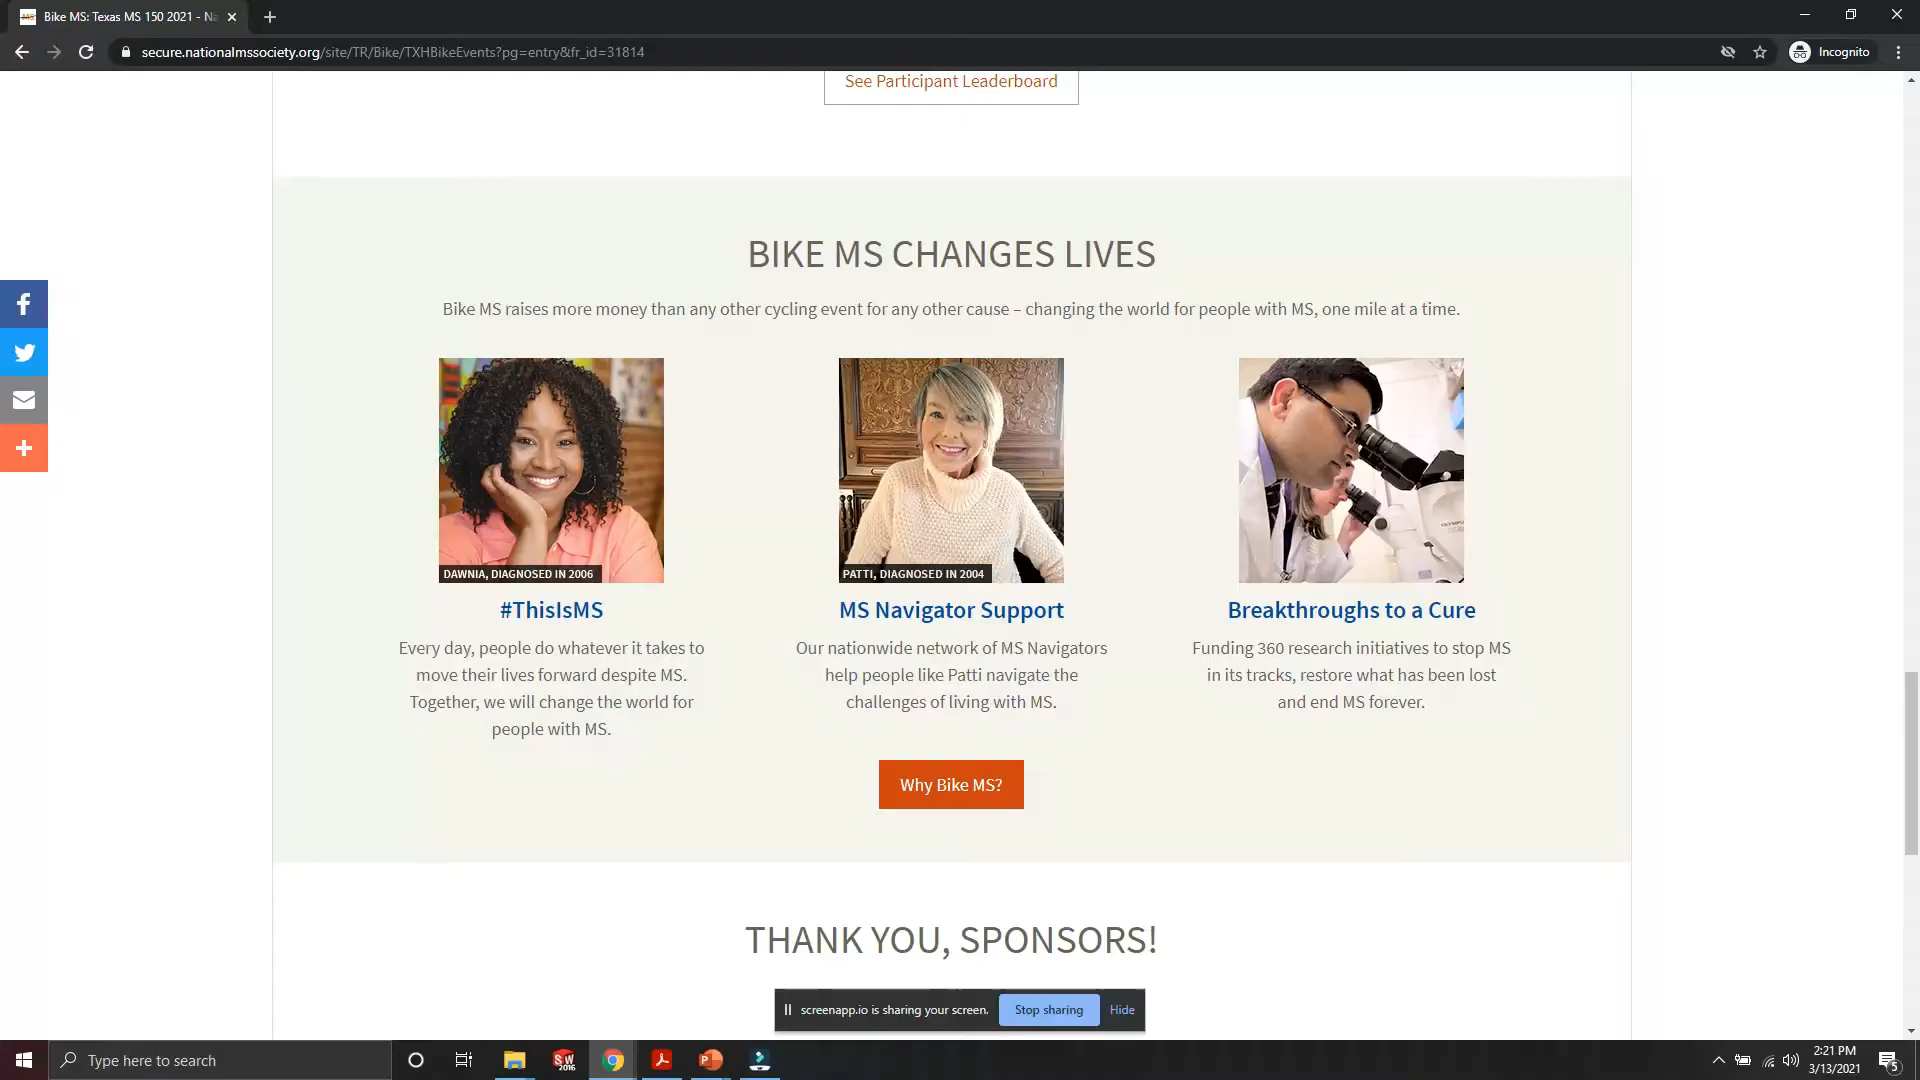 Bike MS: Texas MS 150 2021 - Na
secure.nationalmssociety.org/site/TR/Bike/TXHBikeEvents?pg=entry&fr_id=31814
Incognito
See Participant Leaderboard
BIKE MS CHANGES LIVES
Bike MS raises more money than any other cycling event for any other cause – changing the world for people with MS, one mile at a time.
DAWNIA, DIAGNOSED IN 2006
#ThisIsMS
Every day, people do whatever it takes to
move their lives forward despite MS.
Together, we will change the world for
people with MS.
PATTI, DIAGNOSED IN 2004
MS Navigator Support
Our nationwide network of MS Navigators
help people like Patti navigate the
challenges of living with MS.
OLYMPUS
Breakthroughs to a Cure
Funding 360 research initiatives to stop MS
in its tracks, restore what has been lost
and end MS forever.
Why Bike MS?
THANK YOU, SPONSORS!
screenapp.io is sharing your screen.
Stop sharing
Hide
Type here to search
SW
2016
P
2:21 PM
3/13/2021
5